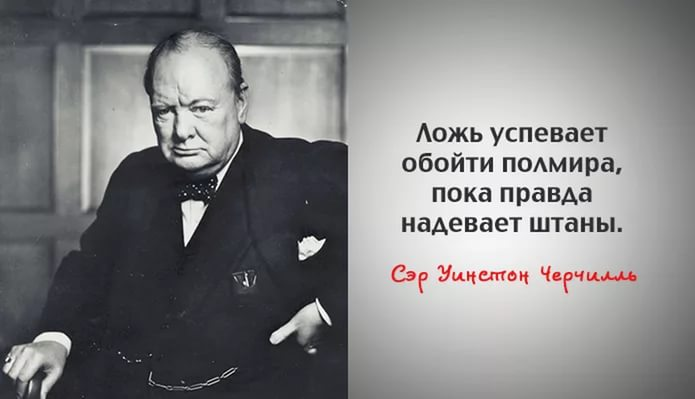 Ложь успевает
обойти полмира,
пока правда
надевает штаны.
Сэр Уинстон Черчилль